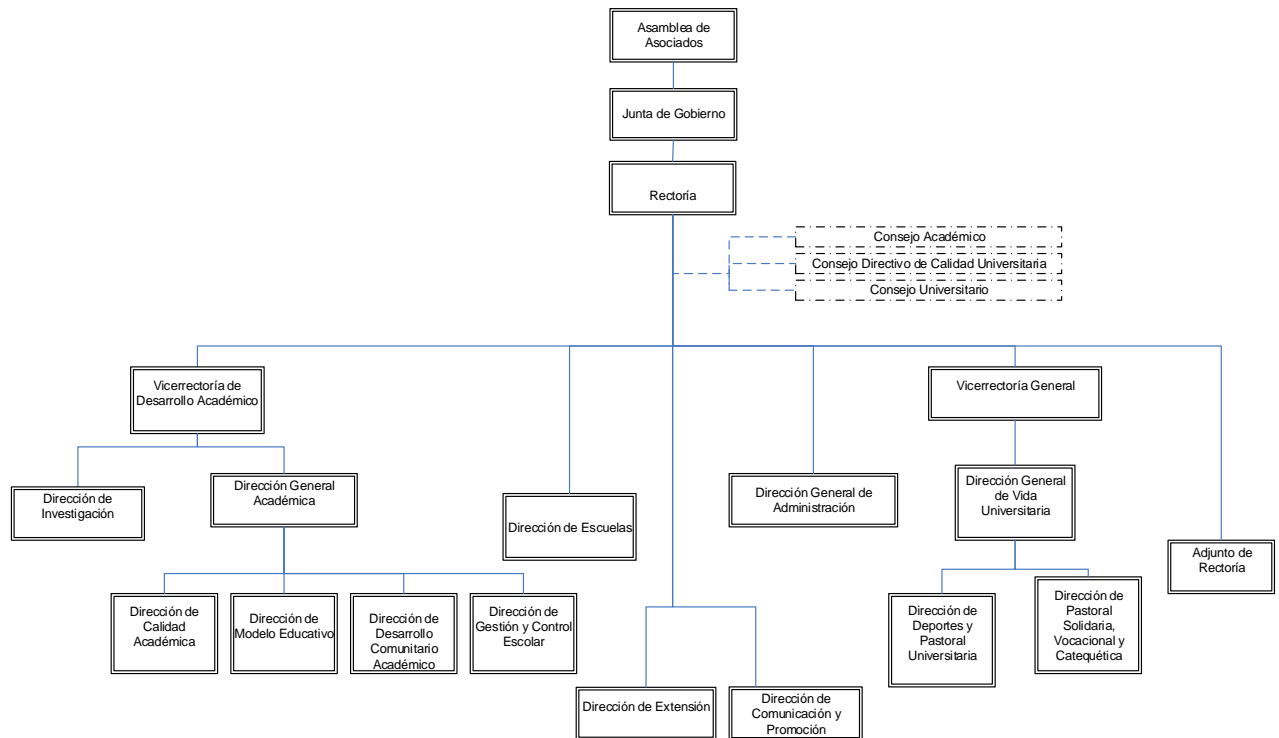 Asamblea de
Asociados
Junta de Gobierno
Rectoría
Consejo Académico
Consejo Directivo de Calidad Universitaria
Consejo Universitario
Vicerrectoría de
Desarrollo Académico
Vicerrectoría General
Dirección de
Investigación
Dirección General
Académica
Dirección de Escuelas
Dirección General de
Administración
Dirección General
de Vida
Universitaria
Adjunto de
Rectoría
Dirección de
Calidad
Académica
Dirección de
Modelo Educativo
Dirección de
Desarrollo
Comunitario
Académico
Dirección de
Gestión y Control
Escolar
Dirección de
Deportes y
Pastoral
Universitaria
Dirección de
Pastoral
Solidaria,
Vocacional y
Catequética
Dirección de Extensión
Dirección de
Comunicación y
Promoción